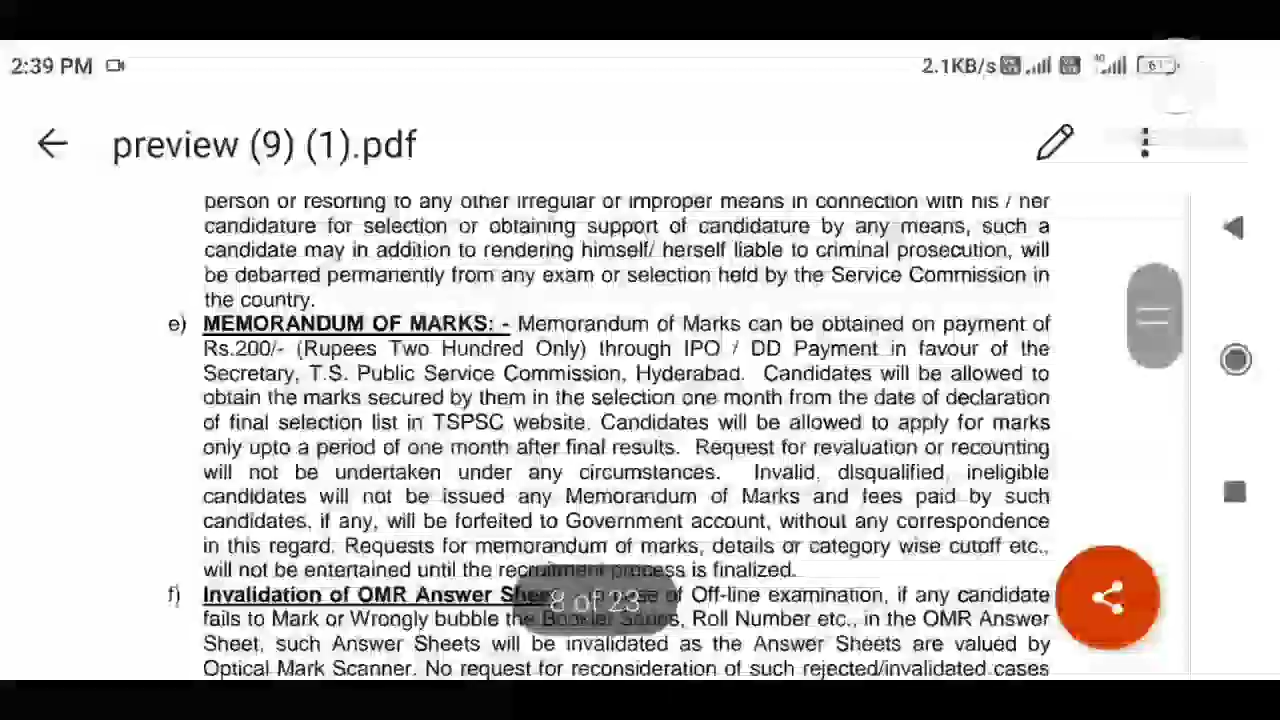 2:39 PM
2.1KB/s
61
preview (9) (1).pdf
person or resorting to any other irregular or improper means in connection with his / her
candidature for selection or obtaining support of candidature by any means, such a
candidate may in addition to rendering himself/ herself liable to criminal prosecution, will
be debarred permanently from any exam or selection held by the Service Commission in
the country.
e) MEMORANDUM OF MARKS: - Memorandum of Marks can be obtained on payment of
Rs.200/- (Rupees Two Hundred Only) through IPO / DD Payment in favour of the
Secretary, T.S. Public Service Commission, Hyderabad. Candidates will be allowed to
obtain the marks secured by them in the selection one month from the date of declaration
of final selection list in TSPSC website. Candidates will be allowed to apply for marks
only upto a period of one month after final results. Request for revaluation or recounting
will not be undertaken under any circumstances. Invalid, disqualified, ineligible
candidates will not be issued any Memorandum of Marks and fees paid by such
candidates, if any, will be forfeited to Government account, without any correspondence
in this regard. Requests for memorandum of marks, details or category wise cutoff etc.,
will not be entertained until the recruitment process is finalized.
f) Invalidation of OMR Answer of Off-line examination, if any candidate
8 of 23
fails to Mark or Wrongly bubble the Booklet Series, Roll Number etc., in the OMR Answer
Sheet, such Answer Sheets will be invalidated as the Answer Sheets are valued by
Optical Mark Scanner. No request for reconsideration of such rejected/invalidated cases